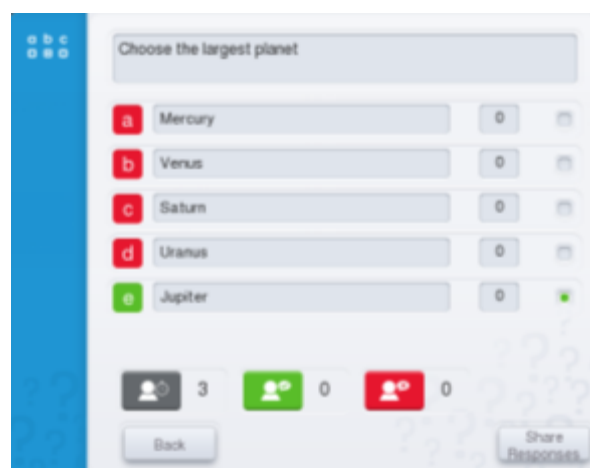 a b c
Choose the largest planet
a Mercury 0
b Venus 0
c Saturn 0
d Uranus 0
e Jupiter 0
3 0 0
Back
Share
Responses